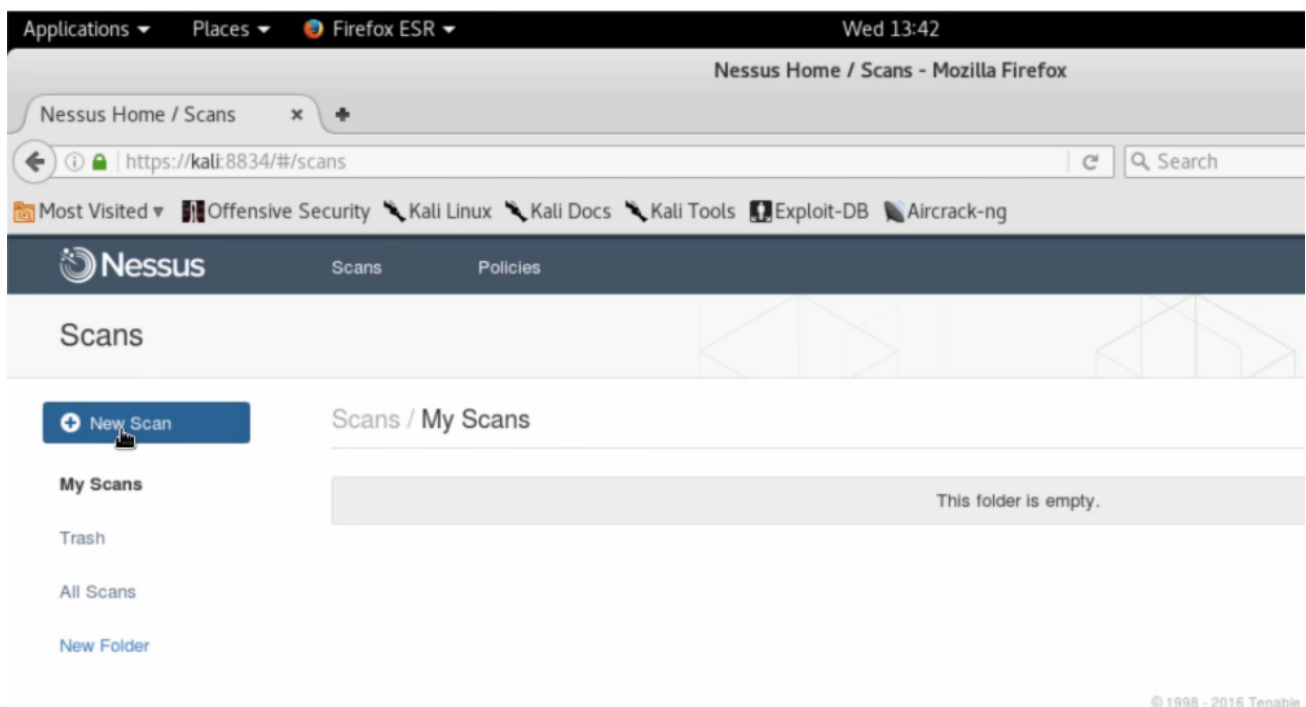 Applications Places Firefox ESR Wed 13:42
Nessus Home / Scans - Mozilla Firefox
Nessus Home / Scans
https://kali:8834/#/scans Search
Most Visited Offensive Security Kali Linux Kali Docs Kali Tools Exploit-DB Aircrack-ng
Nessus Scans Policies
Scans
New Scan
Scans / My Scans
My Scans
This folder is empty.
Trash
All Scans
New Folder
© 1998 - 2016 Tenable